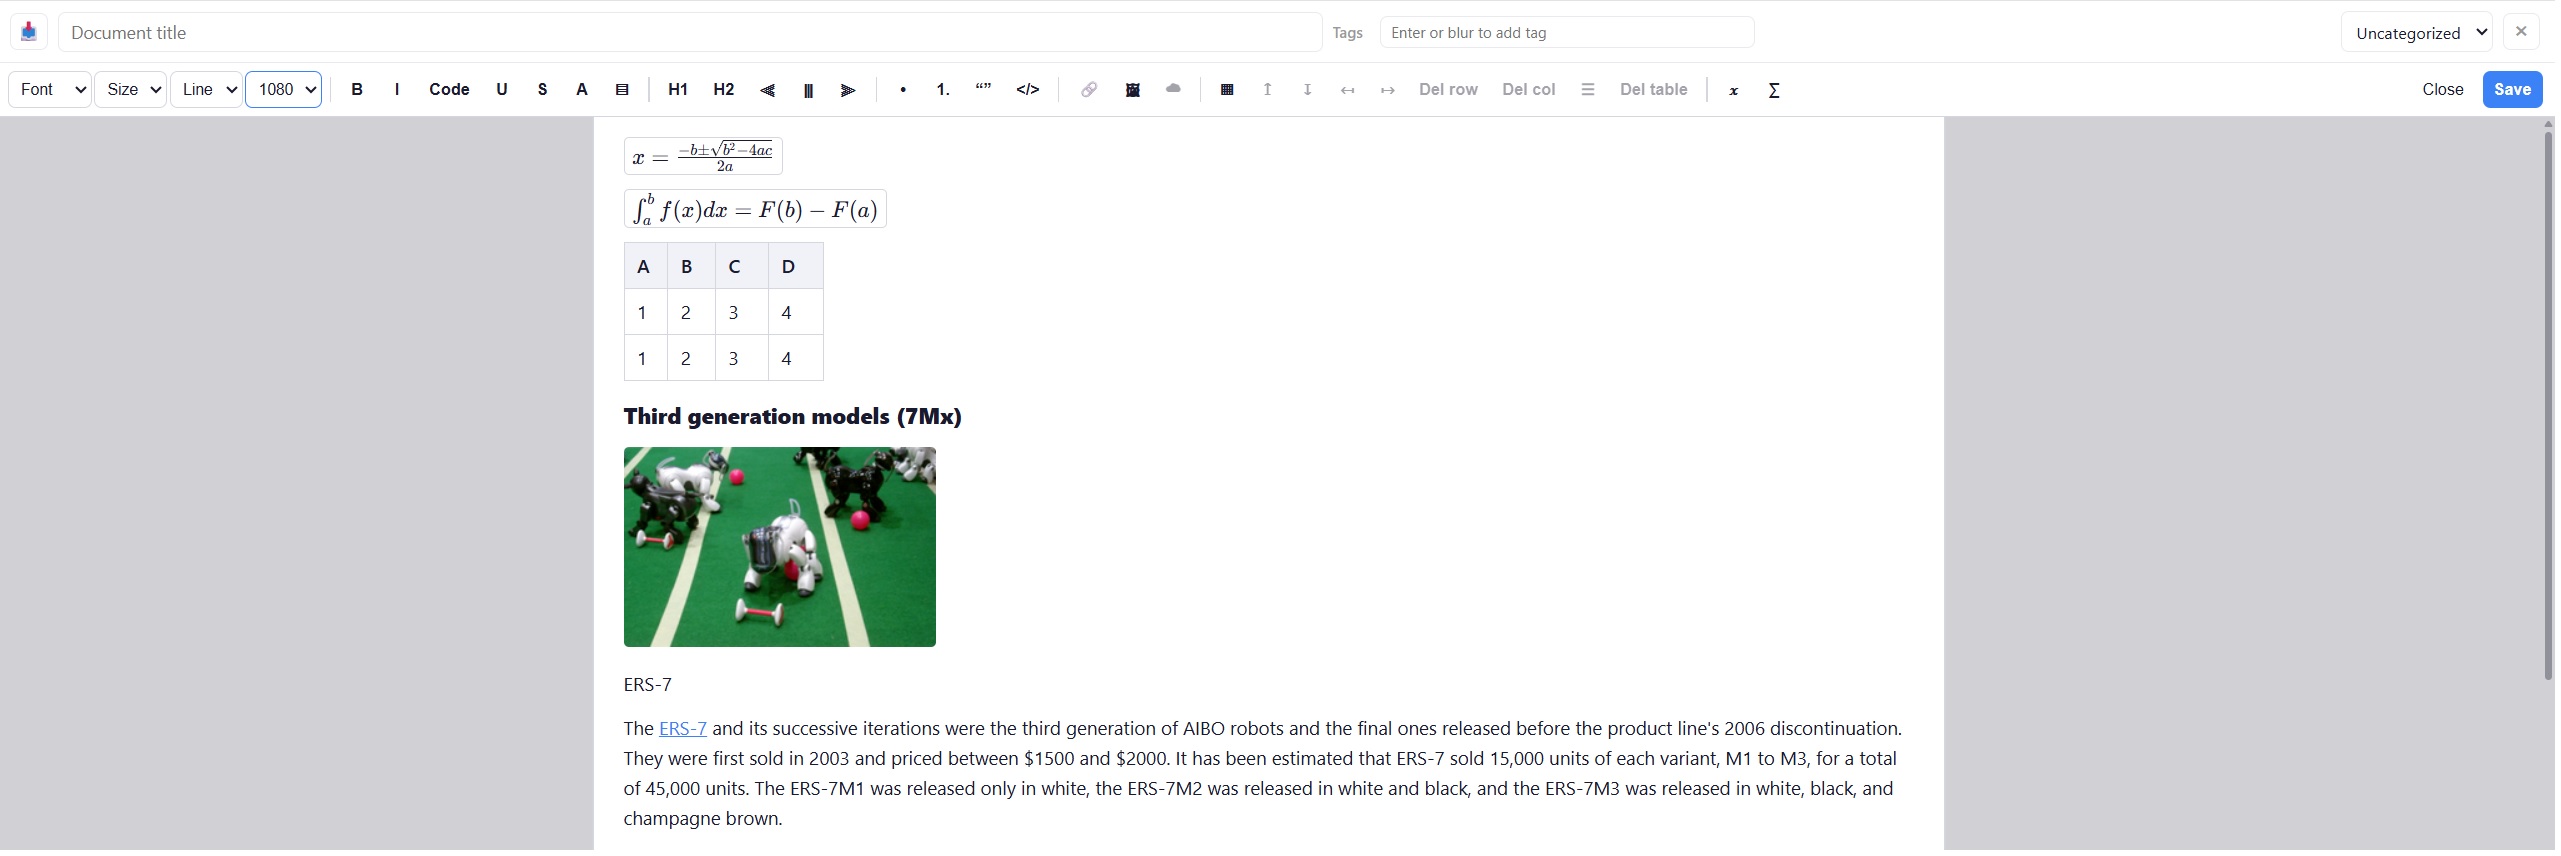 Document title
Tags
Enter or blur to add tag
Uncategorized
×
Font Size Line 1080 B I Code U S A H1 H2 • 1. “” </> Del row Del col Del table x ∑ Close Save
x = (−b±√(b²−4ac))/(2a)
∫ₐᵇ f(x)dx = F(b) − F(a)
A B C D
1 2 3 4
1 2 3 4
Third generation models (7Mx)
ERS-7
The ERS-7 and its successive iterations were the third generation of AIBO robots and the final ones released before the product line's 2006 discontinuation.
They were first sold in 2003 and priced between $1500 and $2000. It has been estimated that ERS-7 sold 15,000 units of each variant, M1 to M3, for a total
of 45,000 units. The ERS-7M1 was released only in white, the ERS-7M2 was released in white and black, and the ERS-7M3 was released in white, black, and
champagne brown.